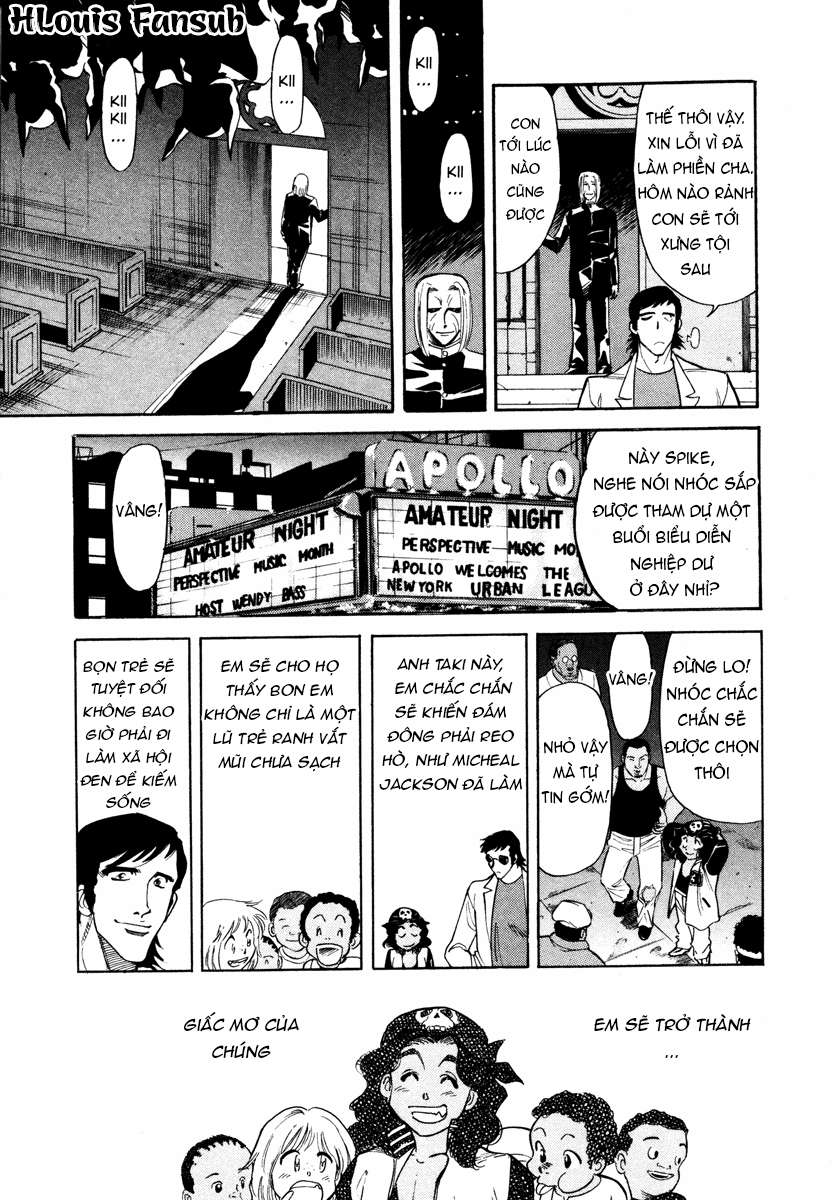 HLouis Fansub
THẾ THÔI VẬY.
XIN LỖI VÌ ĐÃ
LÀM PHIỀN CHA.
HÔM NÀO RẢNH
CON SẼ TỚI
XƯNG TỘI
SAU
CON
TỚI LÚC
NÀO
CŨNG
ĐƯỢC
KII
...
KII
...
KII
...
KII
KII
...
NÀY SPIKE,
NGHE NÓI NHÓC SẮP
ĐƯỢC THAM DỰ MỘT
BUỔI BIỂU DIỄN
NGHIỆP DƯ
Ở ĐÂY NHỈ?
APOLLO
AMATEUR NIGHT
PERSPECTIVE MUSIC MO
APOLLO WELCOMES THE
NEW YORK URBAN LEAGU
AMATEUR NIGHT
PERSPECTIVE MUSIC MONTH
HOST WENDY BASS
VÂNG!
ĐỪNG LO!
NHÓC CHẮC
CHẮN SẼ
ĐƯỢC CHỌN
THÔI
VÂNG!
NHỎ VẬY
MÀ TỰ
TIN GỚM!
ANH TAKI NÀY,
EM CHẮC CHẮN
SẼ KHIẾN ĐÁM
ĐÔNG PHẢI REO
HÒ, NHƯ MICHEAL
JACKSON ĐÃ LÀM
EM SẼ CHO HỌ
THẤY BON EM
KHÔNG CHỈ LÀ MỘT
LŨ TRẺ RANH VẮT
MŨI CHƯA SẠCH
BỌN TRẺ SẼ
TUYỆT ĐỐI
KHÔNG BAO
GIỜ PHẢI ĐI
LÀM XÃ HỘI
ĐEN ĐỂ KIẾM
SỐNG
EM SẼ TRỞ THÀNH
...
GIẤC MƠ CỦA
CHÚNG